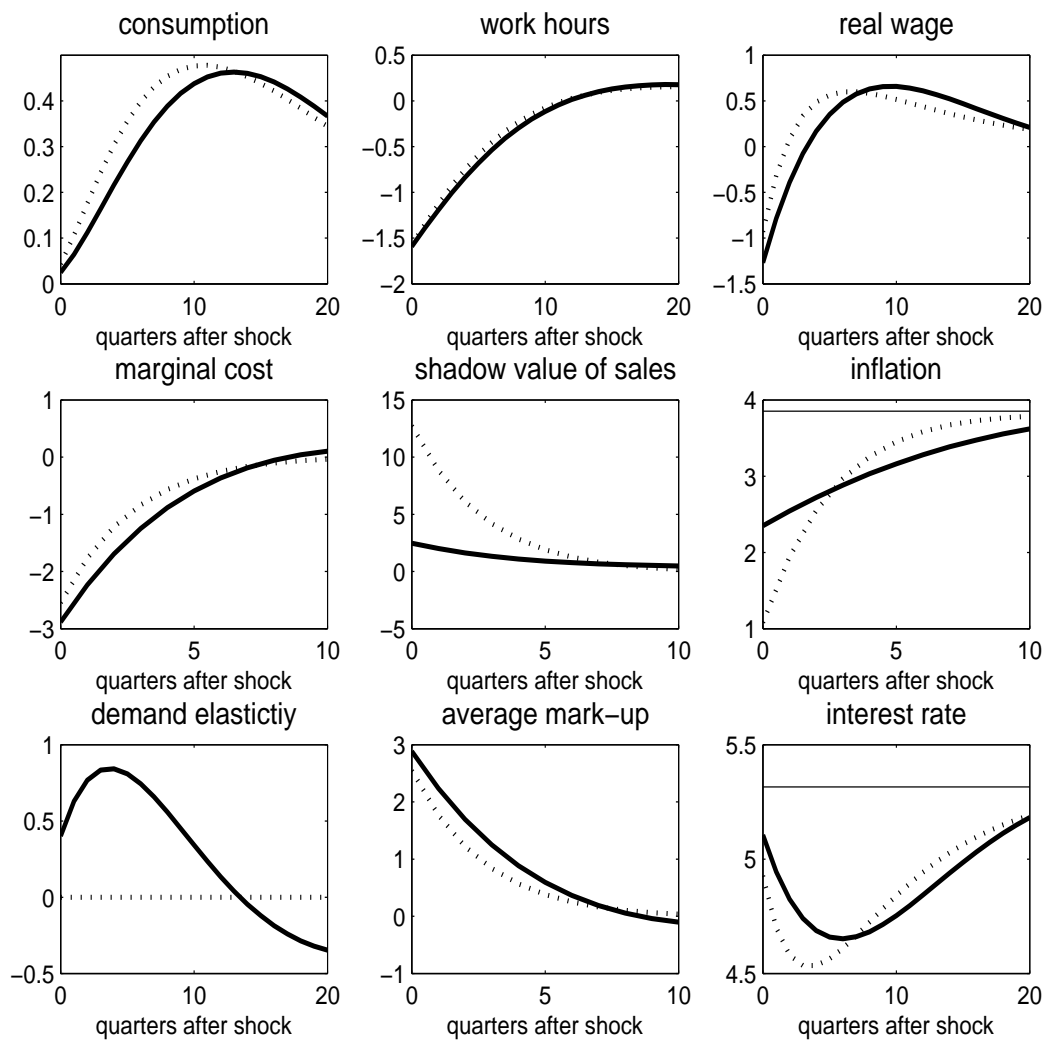 consumption
0.4
0.3
0.2
0.1
0
0 10 20
quarters after shock
work hours
0.5
0
−0.5
−1
−1.5
−2
0 10 20
quarters after shock
real wage
1
0.5
0
−0.5
−1
−1.5
0 10 20
quarters after shock
marginal cost
1
0
−1
−2
−3
0 5 10
quarters after shock
shadow value of sales
15
10
5
0
−5
0 5 10
quarters after shock
inflation
4
3
2
1
0 5 10
quarters after shock
demand elastictiy
1
0.5
0
−0.5
0 10 20
quarters after shock
average mark−up
3
2
1
0
−1
0 5 10
quarters after shock
interest rate
5.5
5
4.5
0 10 20
quarters after shock